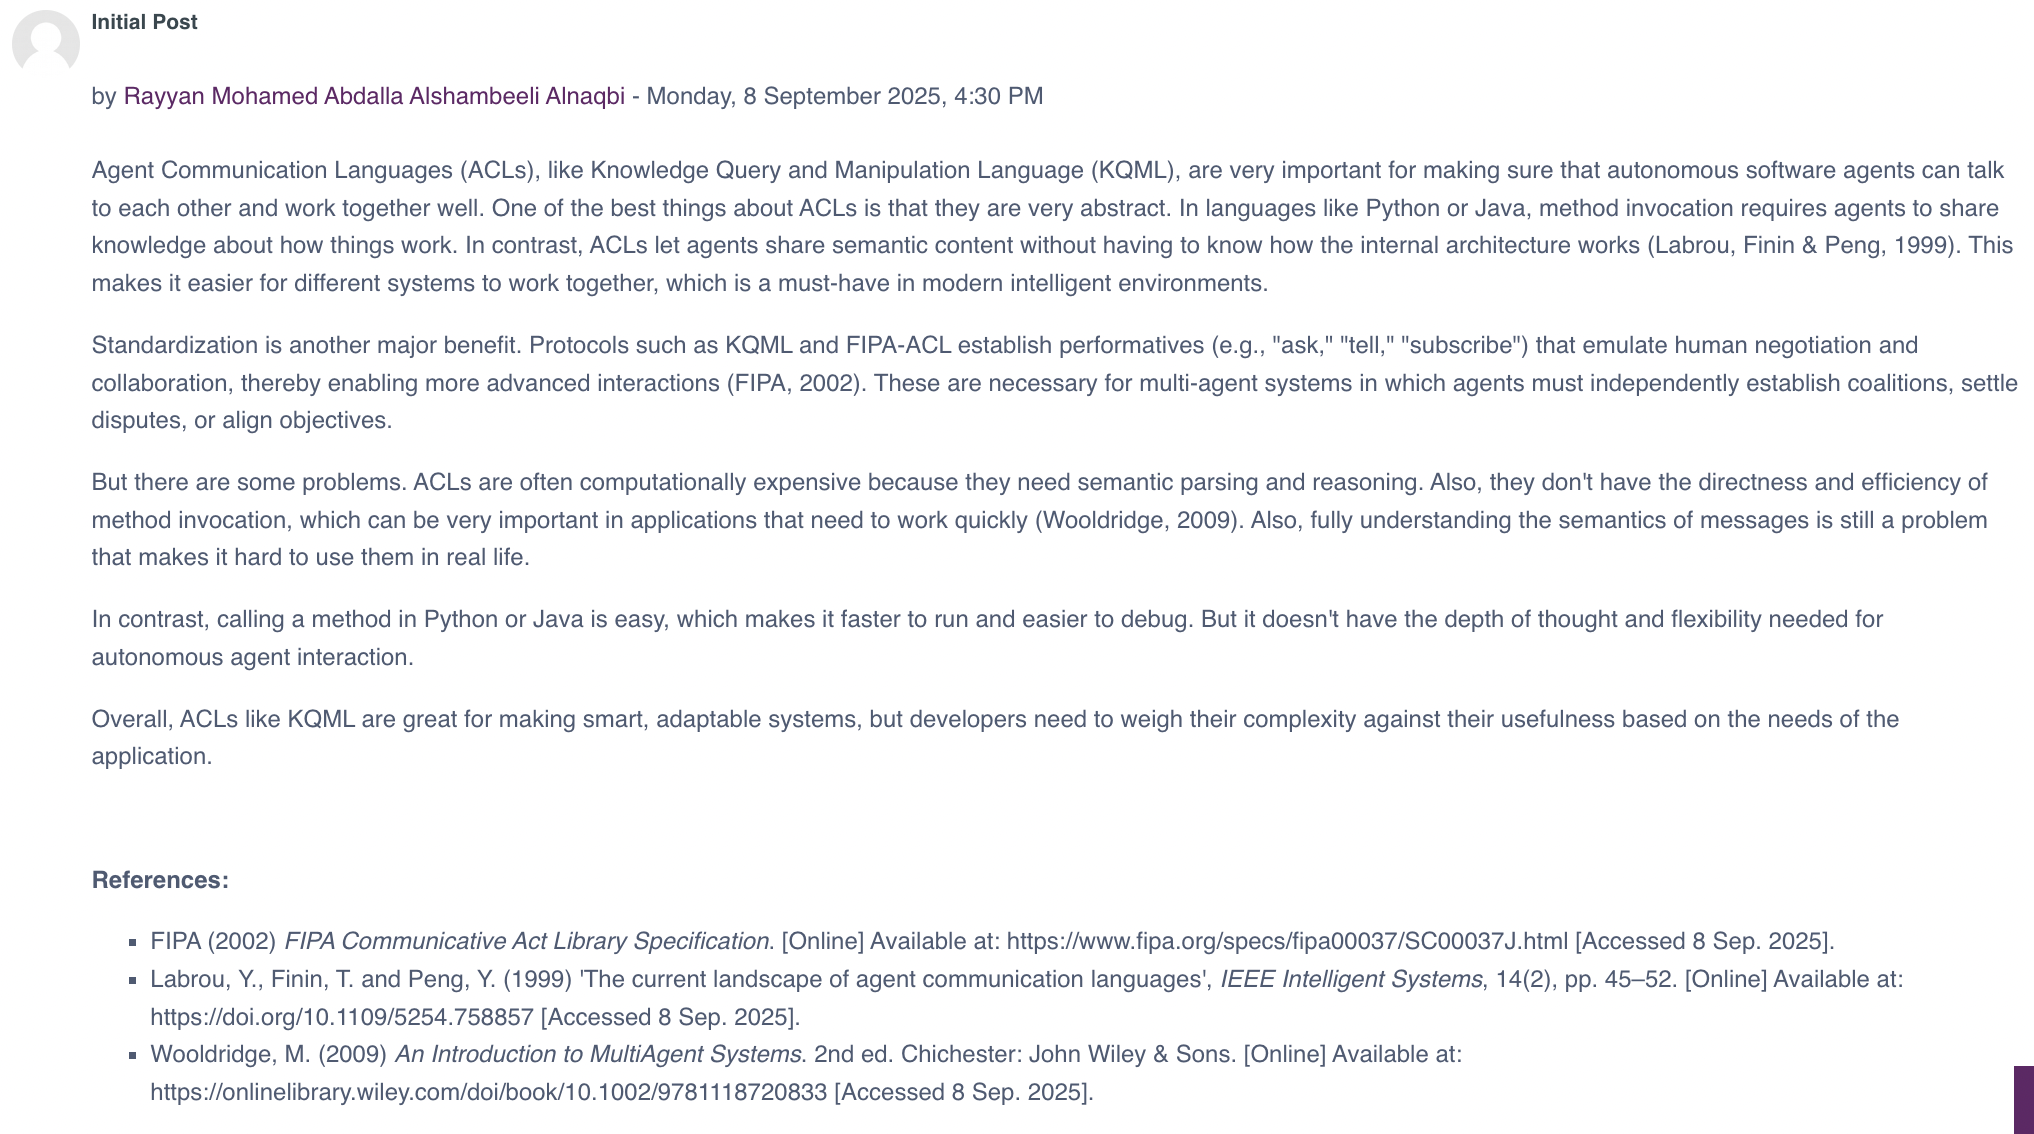 Initial Post
by Rayyan Mohamed Abdalla Alshambeeli Alnaqbi - Monday, 8 September 2025, 4:30 PM
Agent Communication Languages (ACLs), like Knowledge Query and Manipulation Language (KQML), are very important for making sure that autonomous software agents can talk
to each other and work together well. One of the best things about ACLs is that they are very abstract. In languages like Python or Java, method invocation requires agents to share
knowledge about how things work. In contrast, ACLs let agents share semantic content without having to know how the internal architecture works (Labrou, Finin & Peng, 1999). This
makes it easier for different systems to work together, which is a must-have in modern intelligent environments.
Standardization is another major benefit. Protocols such as KQML and FIPA-ACL establish performatives (e.g., "ask," "tell," "subscribe") that emulate human negotiation and
collaboration, thereby enabling more advanced interactions (FIPA, 2002). These are necessary for multi-agent systems in which agents must independently establish coalitions, settle
disputes, or align objectives.
But there are some problems. ACLs are often computationally expensive because they need semantic parsing and reasoning. Also, they don't have the directness and efficiency of
method invocation, which can be very important in applications that need to work quickly (Wooldridge, 2009). Also, fully understanding the semantics of messages is still a problem
that makes it hard to use them in real life.
In contrast, calling a method in Python or Java is easy, which makes it faster to run and easier to debug. But it doesn't have the depth of thought and flexibility needed for
autonomous agent interaction.
Overall, ACLs like KQML are great for making smart, adaptable systems, but developers need to weigh their complexity against their usefulness based on the needs of the
application.
References:
▪ FIPA (2002) FIPA Communicative Act Library Specification. [Online] Available at: https://www.fipa.org/specs/fipa00037/SC00037J.html [Accessed 8 Sep. 2025].
▪ Labrou, Y., Finin, T. and Peng, Y. (1999) 'The current landscape of agent communication languages', IEEE Intelligent Systems, 14(2), pp. 45–52. [Online] Available at:
https://doi.org/10.1109/5254.758857 [Accessed 8 Sep. 2025].
▪ Wooldridge, M. (2009) An Introduction to MultiAgent Systems. 2nd ed. Chichester: John Wiley & Sons. [Online] Available at:
https://onlinelibrary.wiley.com/doi/book/10.1002/9781118720833 [Accessed 8 Sep. 2025].